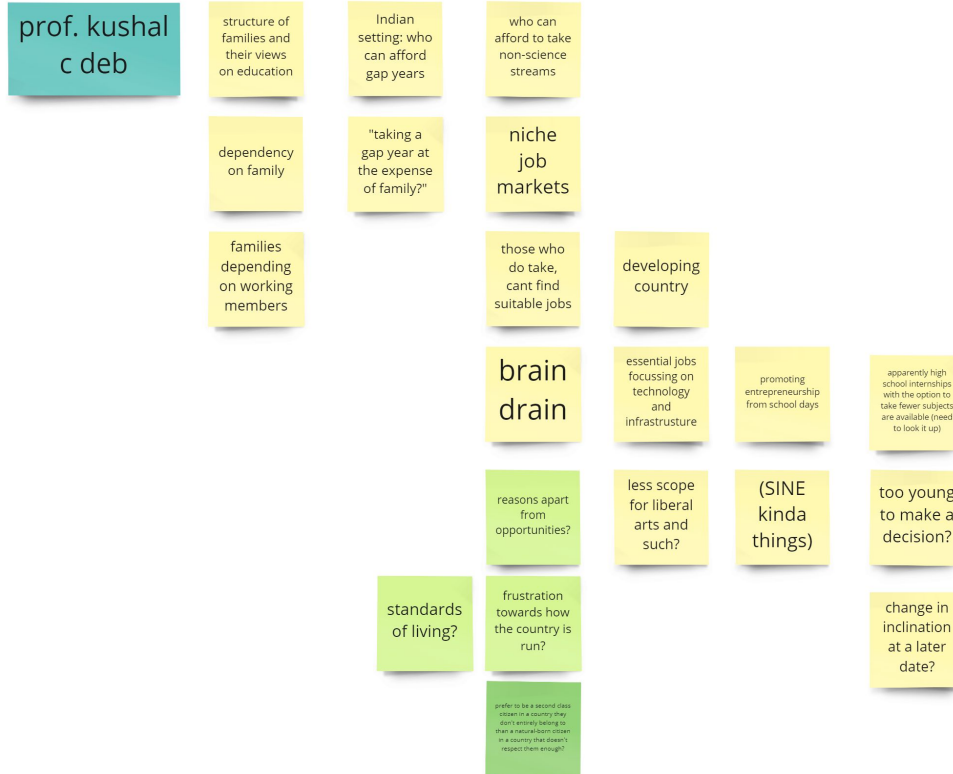 prof. kushal
c deb
structure of
families and
their views
on education
Indian
setting: who
can afford
gap years
who can
afford to take
non-science
streams
dependency
on family
"taking a
gap year at
the expense
of family?"
niche
job
markets
families
depending
on working
members
those who
do take,
cant find
suitable jobs
developing
country
brain
drain
essential jobs
focussing on
technology
and
infrastrusture
promoting
entrepreneurship
from school days
apparently high
school internships
with the option to
take fewer subjects
are available (need
to look it up)
reasons apart
from
opportunities?
less scope
for liberal
arts and
such?
(SINE
kinda
things)
too young
to make a
decision?
standards
of living?
frustration
towards how
the country is
run?
change in
inclination
at a later
date?
prefer to be a second class
citizen in a country they
don't entirely belong to
than a natural-born citizen
in a country that doesn't
respect them enough?